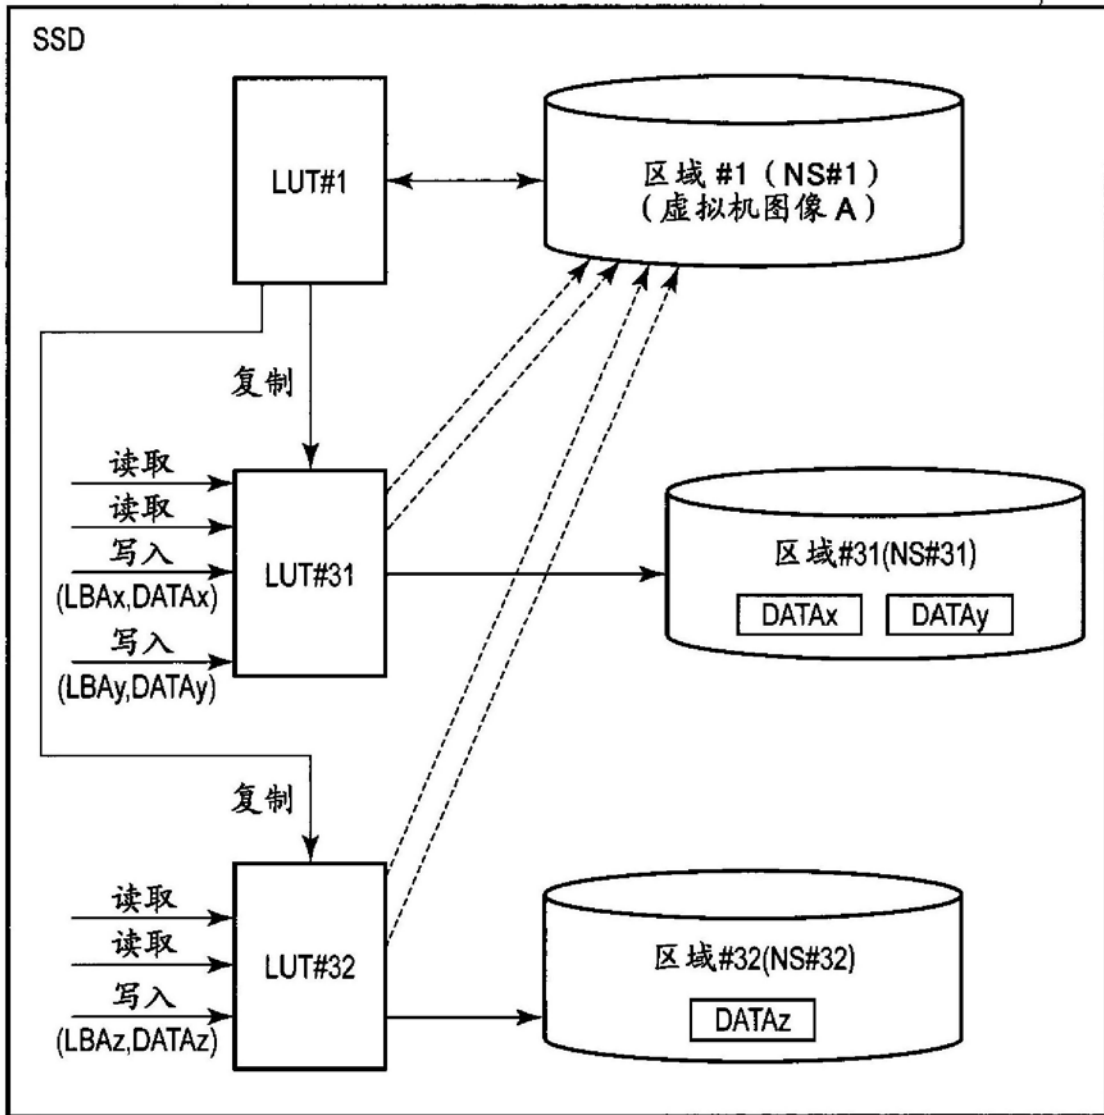 SSD
LUT#1
区域 #1（NS#1）
（虚拟机图像 A）
复制
读取
读取
写入
(LBAx,DATAx)
写入
(LBAy,DATAy)
LUT#31
区域#31(NS#31)
DATAx
DATAy
复制
读取
读取
写入
(LBAz,DATAz)
LUT#32
区域#32(NS#32)
DATAz